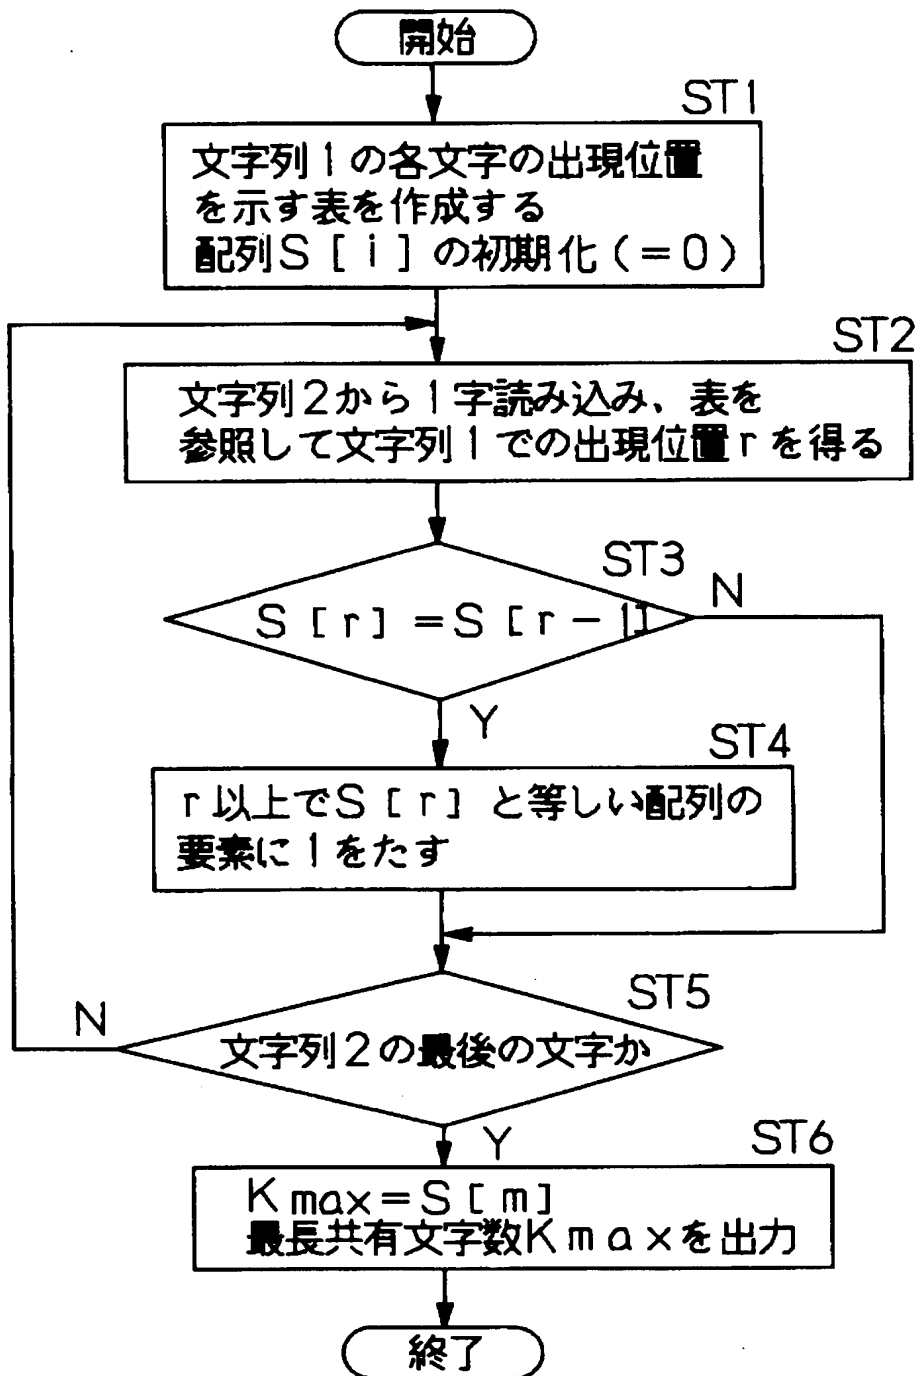 開始
ST1
文字列1の各文字の出現位置
を示す表を作成する
配列S[i]の初期化(=0)
ST2
文字列2から1字読み込み、表を
参照して文字列1での出現位置rを得る
ST3
S[r]=S[r-1]
N
Y
ST4
r以上でS[r]と等しい配列の
要素に1をたす
ST5
文字列2の最後の文字か
N
Y
ST6
Kmax=S[m]
最長共有文字数Kmaxを出力
終了